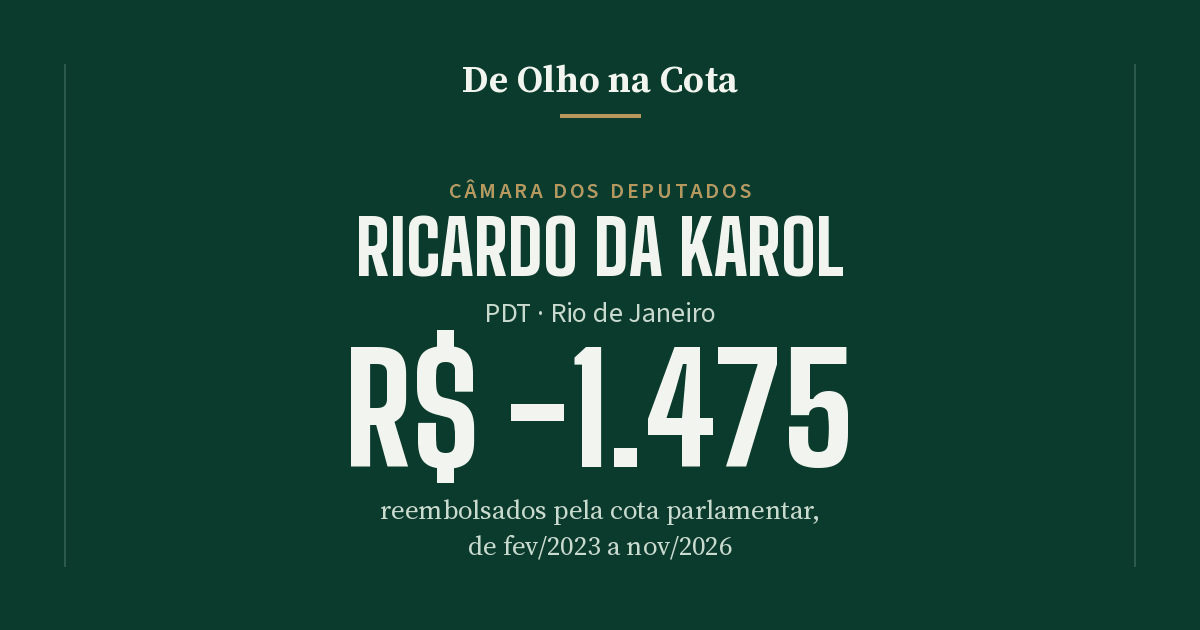 De Olho na Cota
CÂMARA DOS DEPUTADOS
RICARDO DA KAROL
PDT · Rio de Janeiro
R$ −1.475
reembolsados pela cota parlamentar,
de fev/2023 a nov/2026